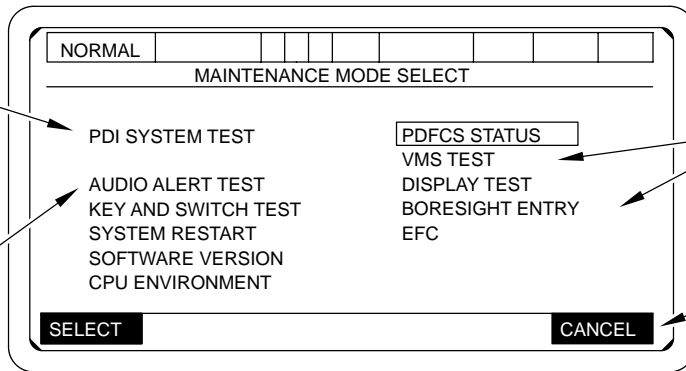 NORMAL
MAINTENANCE MODE SELECT
PDI SYSTEM TEST
AUDIO ALERT TEST
KEY AND SWITCH TEST
SYSTEM RESTART
SOFTWARE VERSION
CPU ENVIRONMENT
PDFCS STATUS
VMS TEST
DISPLAY TEST
BORESIGHT ENTRY
EFC
SELECT
CANCEL